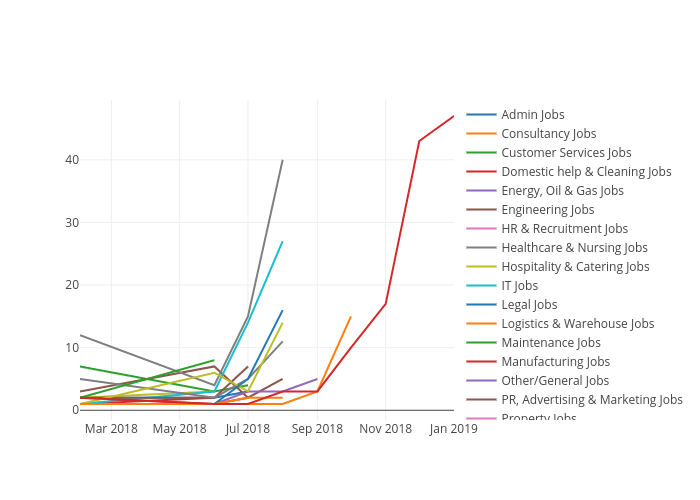 40
30
20
10
0
Mar 2018
May 2018
Jul 2018
Sep 2018
Nov 2018
Jan 2019
Admin Jobs
Consultancy Jobs
Customer Services Jobs
Domestic help & Cleaning Jobs
Energy, Oil & Gas Jobs
Engineering Jobs
HR & Recruitment Jobs
Healthcare & Nursing Jobs
Hospitality & Catering Jobs
IT Jobs
Legal Jobs
Logistics & Warehouse Jobs
Maintenance Jobs
Manufacturing Jobs
Other/General Jobs
PR, Advertising & Marketing Jobs
Property Jobs